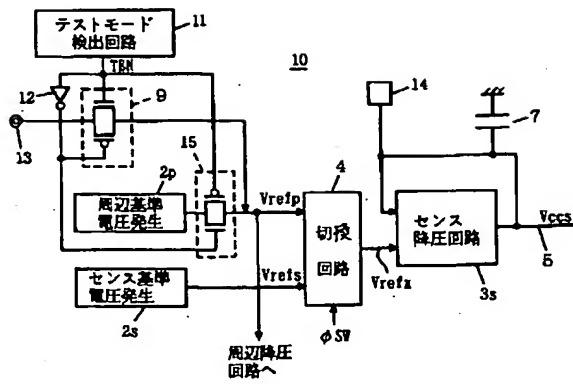 テストモード
検出回路
11
TBM
10
12
9
14
7
13
15
2p
4
周辺基準
電圧発生
Vrefp
切換
回路
センス
降圧回路
Vccs
5
センス基準
電圧発生
Vrefs
Vrefx
3s
2s
φSW
周辺降圧
回路へ